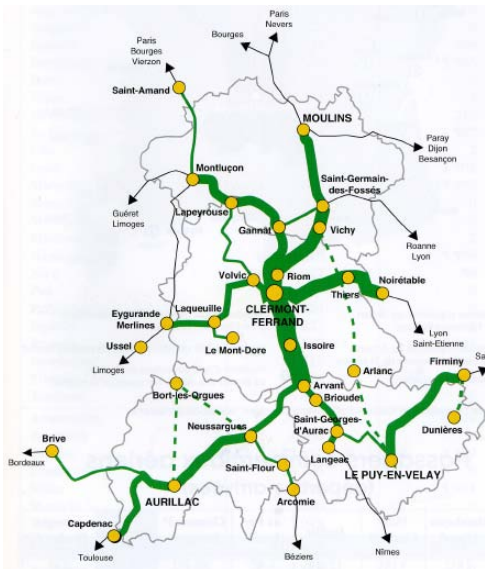 Paris
Nevers
Bourges
Paris
Bourges
Vierzon
Saint-Amand
MOULINS
Paray
Dijon
Besançon
Montluçon
Saint-Germain-
des-Fossés
Lapeyrouse
Guéret
Limoges
Gannat
Vichy
Roanne
Lyon
Volvic
Riom
Noirétable
Thiers
CLERMONT-
FERRAND
Eygurande
Merlines
Laqueuille
Lyon
Saint-Etienne
Ussel
Le Mont-Dore
Issoire
Limoges
Arlanc
Firminy
Bort-les-Orgues
Arvant
Brioude
Neussargues
Saint-Georges-
d'Aurac
Dunières
Brive
Bordeaux
Saint-Flour
Langeac
LE PUY-EN-VELAY
AURILLAC
Arcomie
Capdenac
Toulouse
Béziers
Nîmes